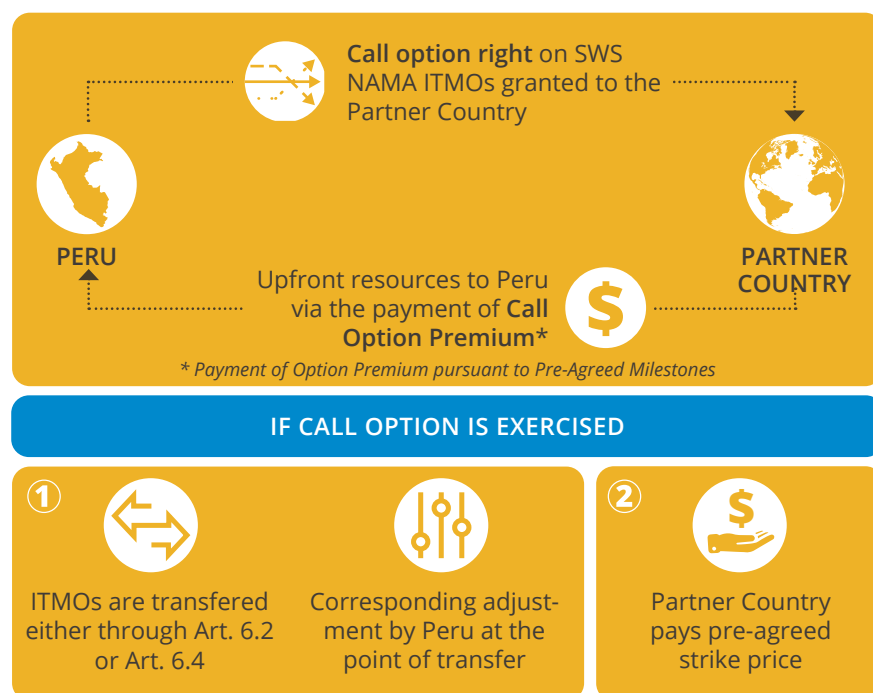 Call option right on SWS
NAMA ITMOs granted to the
Partner Country
PERU
PARTNER
COUNTRY
Upfront resources to Peru
via the payment of Call
Option Premium*
$
* Payment of Option Premium pursuant to Pre-Agreed Milestones
IF CALL OPTION IS EXERCISED
1
ITMOs are transfered
either through Art. 6.2
or Art. 6.4
Corresponding adjust-
ment by Peru at the
point of transfer
2
$
Partner Country
pays pre-agreed
strike price